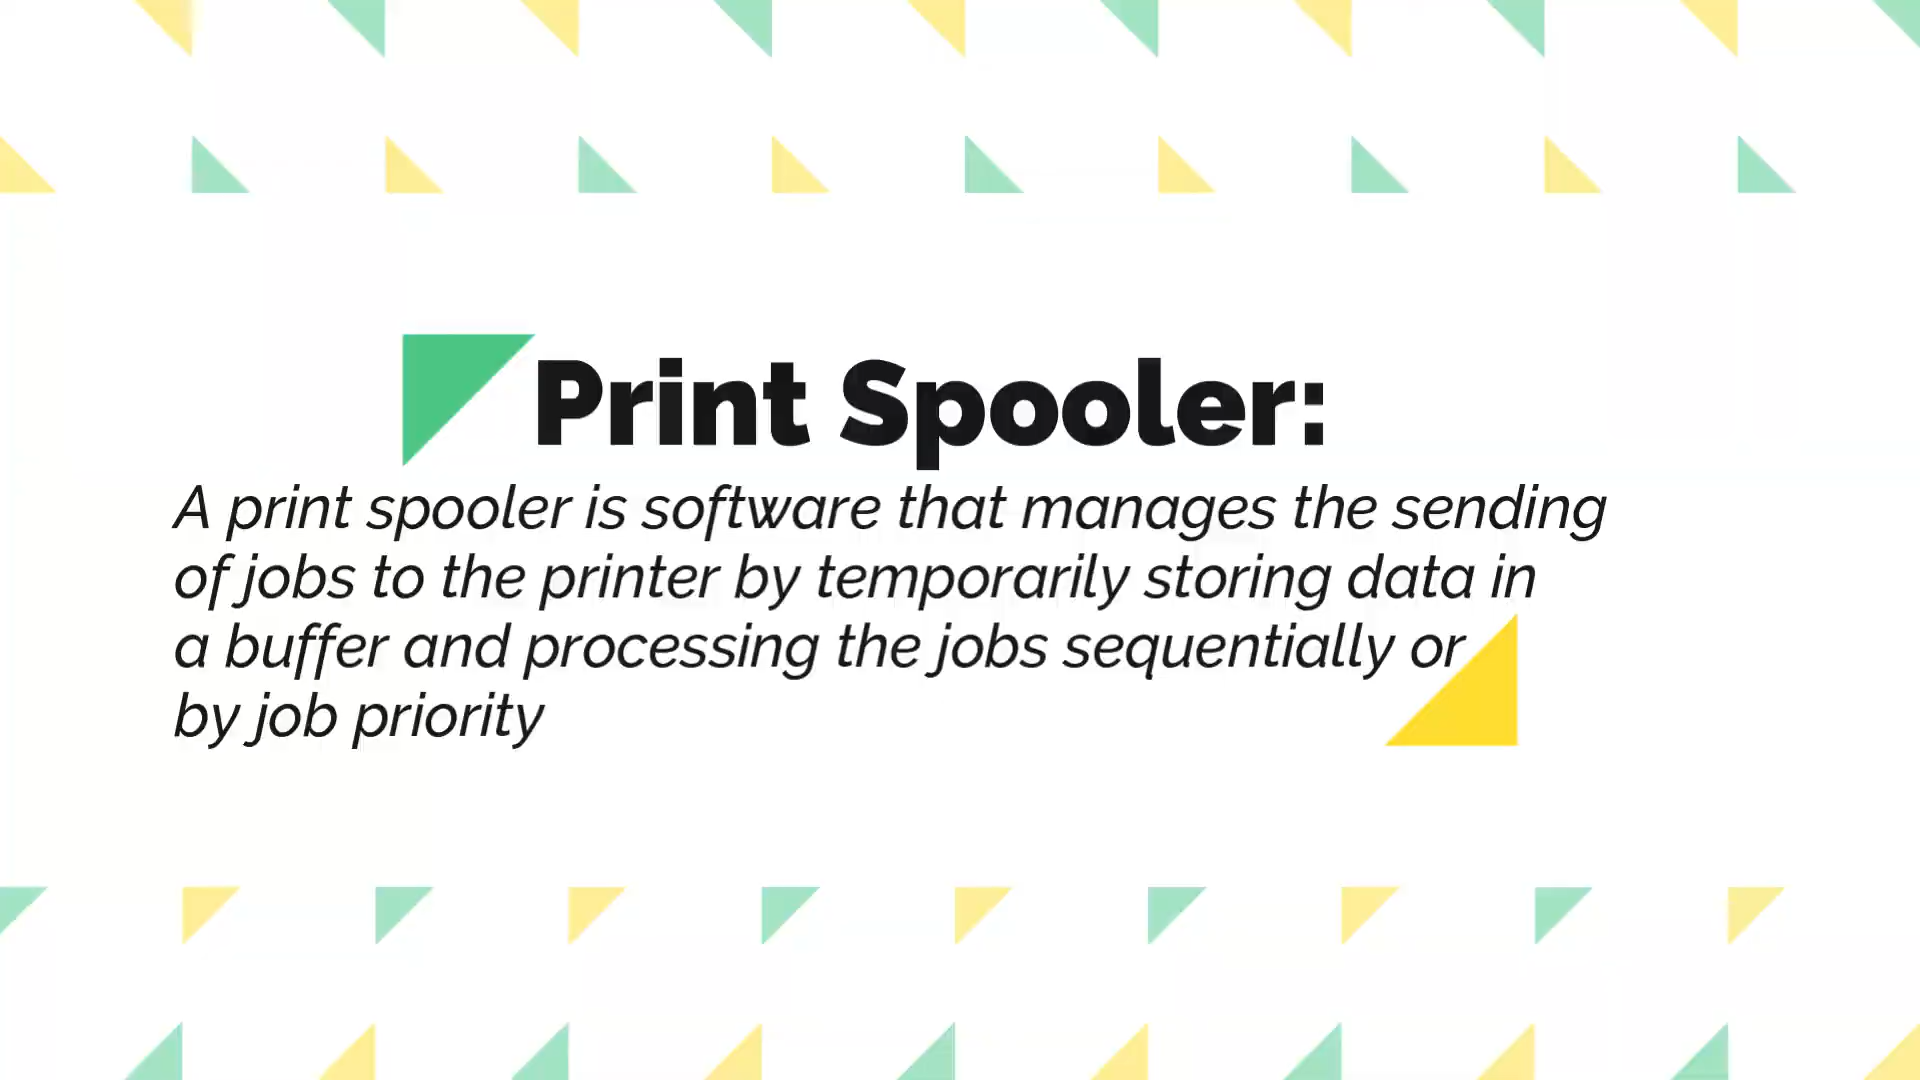 Print Spooler:
A print spooler is software that manages the sending
of jobs to the printer by temporarily storing data in
a buffer and processing the jobs sequentially or
by job priority